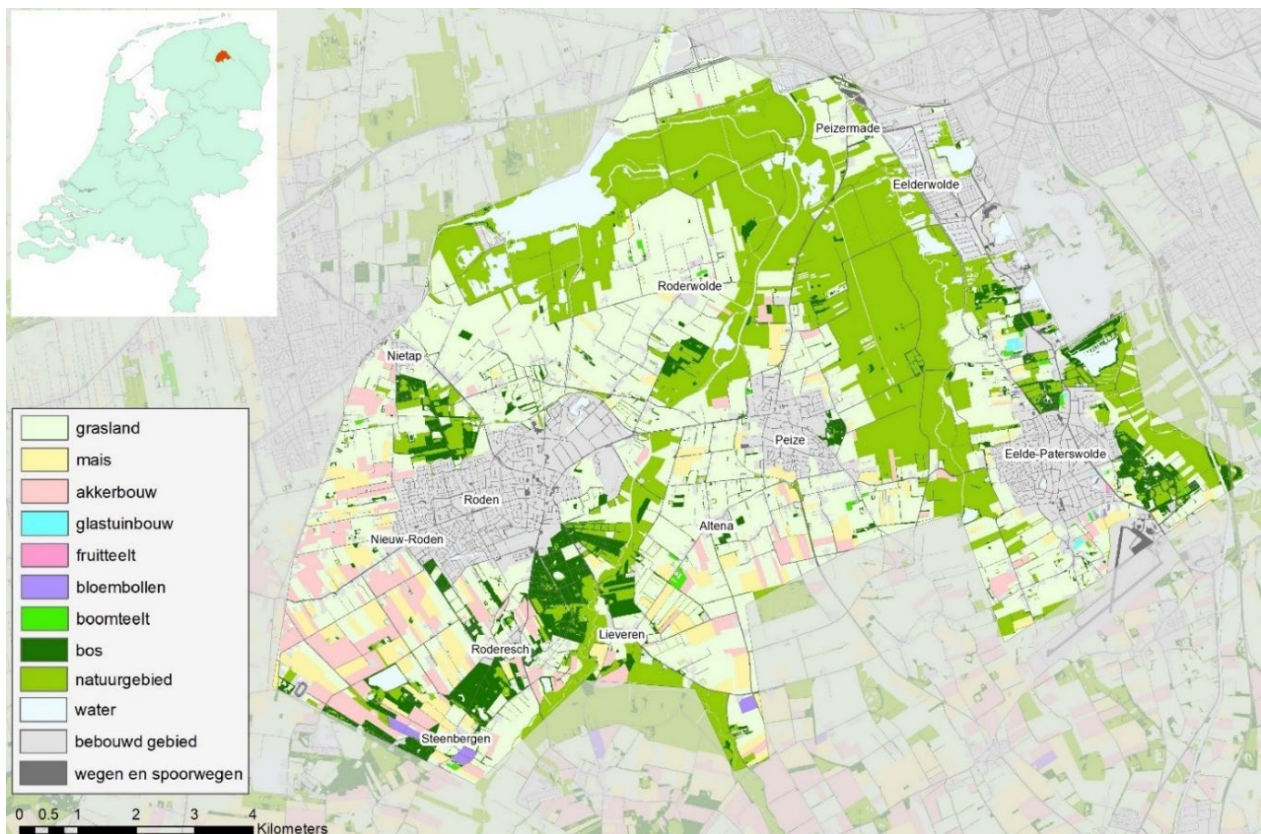 Peizermade
Eelderwolde
Roderwolde
Nietap
Peize
Eelde-Paterswolde
Roden
Altena
Nieuw-Roden
Lieveren
Roderesch
Steenbergen
grasland
mais
akkerbouw
glastuinbouw
fruitteelt
bloembollen
boomteelt
bos
natuurgebied
water
bebouwd gebied
wegen en spoorwegen
0 0.5 1 2 3 4
Kilometers